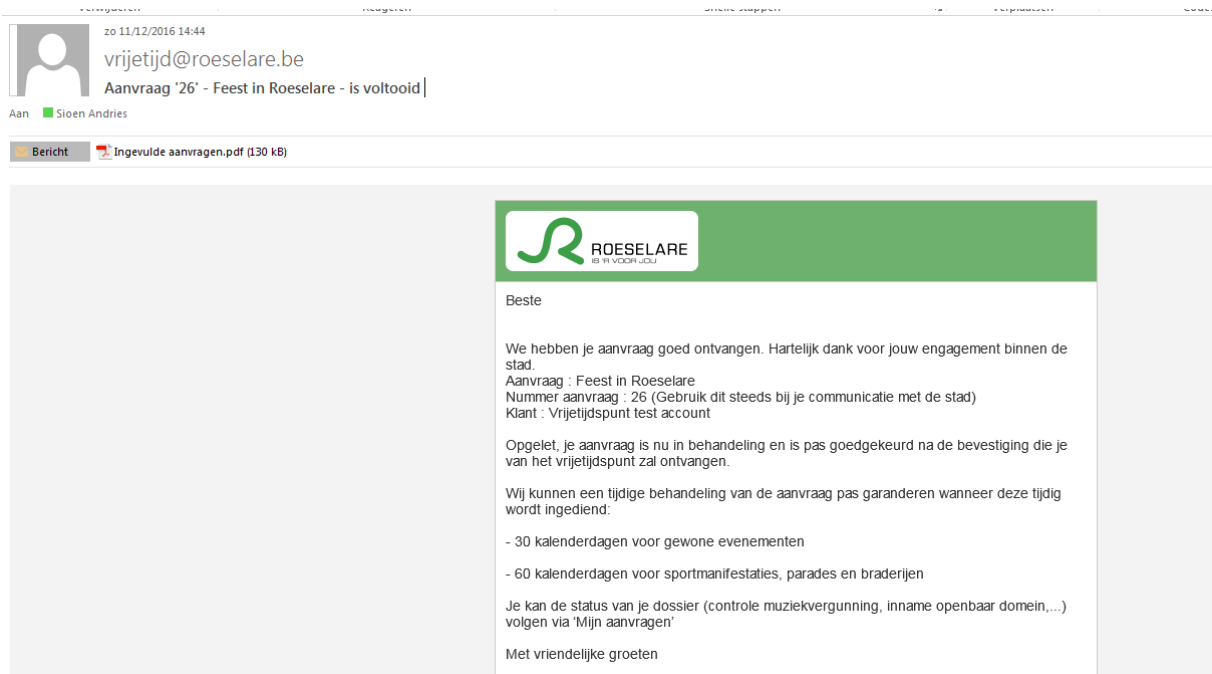 zo 11/12/2016 14:44
vrijetijd@roeselare.be
Aanvraag '26' - Feest in Roeselare - is voltooid
Aan Sioen Andries
Bericht Ingevulde aanvragen.pdf (130 kB)
ROESELARE
IS 'R VOOR JOU
Beste
We hebben je aanvraag goed ontvangen. Hartelijk dank voor jouw engagement binnen de
stad.
Aanvraag : Feest in Roeselare
Nummer aanvraag : 26 (Gebruik dit steeds bij je communicatie met de stad)
Klant : Vrijetijdspunt test account
Opgelet, je aanvraag is nu in behandeling en is pas goedgekeurd na de bevestiging die je
van het vrijetijdspunt zal ontvangen.
Wij kunnen een tijdige behandeling van de aanvraag pas garanderen wanneer deze tijdig
wordt ingediend:
- 30 kalenderdagen voor gewone evenementen
- 60 kalenderdagen voor sportmanifestaties, parades en braderijen
Je kan de status van je dossier (controle muziekvergunning, inname openbaar domein,...)
volgen via 'Mijn aanvragen'
Met vriendelijke groeten